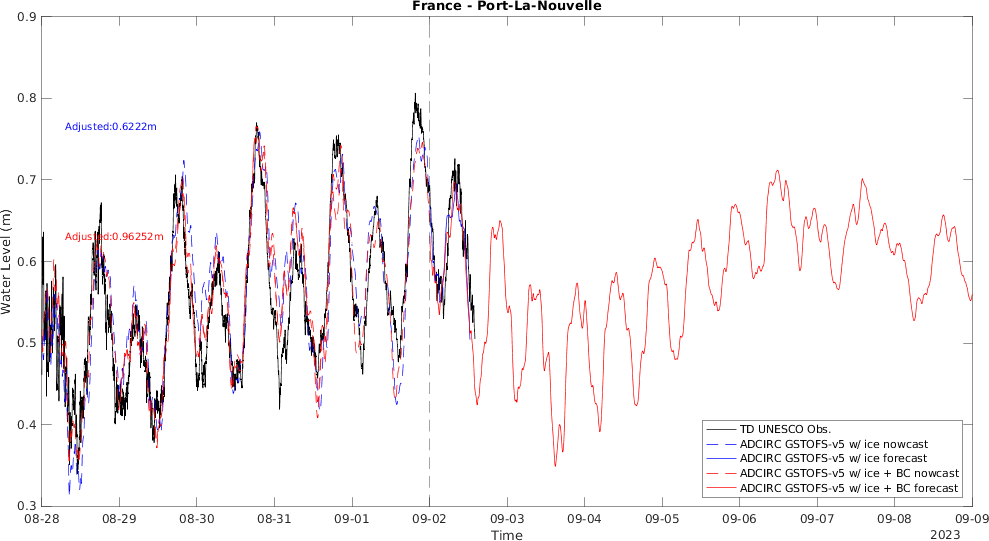 France - Port-La-Nouvelle
Water Level (m)
0.9
0.8
0.7
0.6
0.5
0.4
0.3
Adjusted:0.6222m
Adjusted:0.96252m
TD UNESCO Obs.
ADCIRC GSTOFS-v5 w/ ice nowcast
ADCIRC GSTOFS-v5 w/ ice forecast
ADCIRC GSTOFS-v5 w/ ice + BC nowcast
ADCIRC GSTOFS-v5 w/ ice + BC forecast
08-28 08-29 08-30 08-31 09-01 09-02 09-03 09-04 09-05 09-06 09-07 09-08 09-09
Time
2023